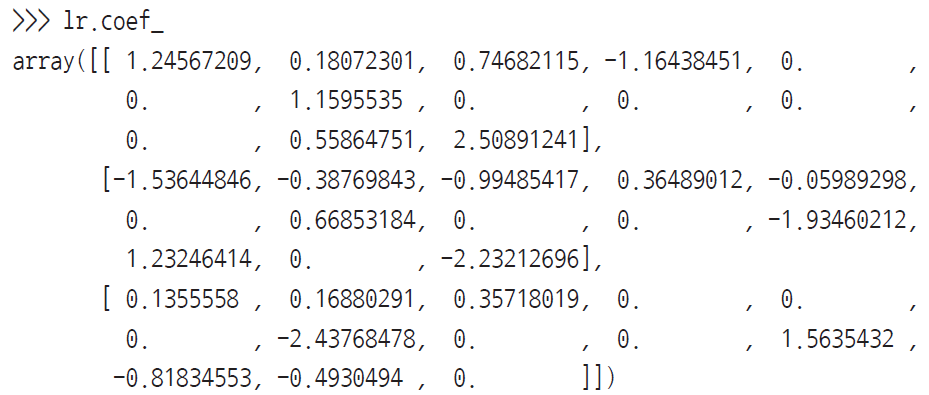 >>> lr.coef_
array([[ 1.24567209,  0.18072301,  0.74682115, -1.16438451,  0.        ,
         0.        ,  1.1595535 ,  0.        ,  0.        ,  0.        ,
         0.        ,  0.55864751,  2.50891241],
       [-1.53644846, -0.38769843, -0.99485417,  0.36489012, -0.05989298,
         0.        ,  0.66853184,  0.        ,  0.        , -1.93460212,
         1.23246414,  0.        , -2.23212696],
       [ 0.1355558 ,  0.16880291,  0.35718019,  0.        ,  0.        ,
         0.        , -2.43768478,  0.        ,  0.        ,  1.5635432 ,
        -0.81834553, -0.4930494 ,  0.        ]])